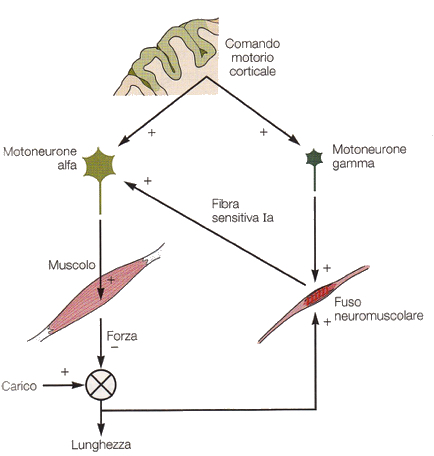 Comando
motorio
corticale
+
+
Motoneurone
alfa
Motoneurone
gamma
+
Fibra
sensitiva Ia
Muscolo
+
+
Fuso
neuromuscolare
+
Forza
–
Carico
+
Lunghezza